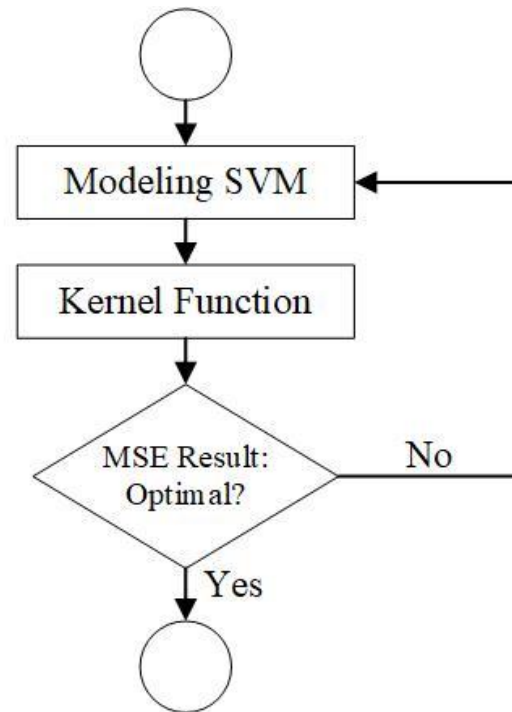 Modeling SVM
Kernel Function
MSE Result:
Optimal?
No
Yes